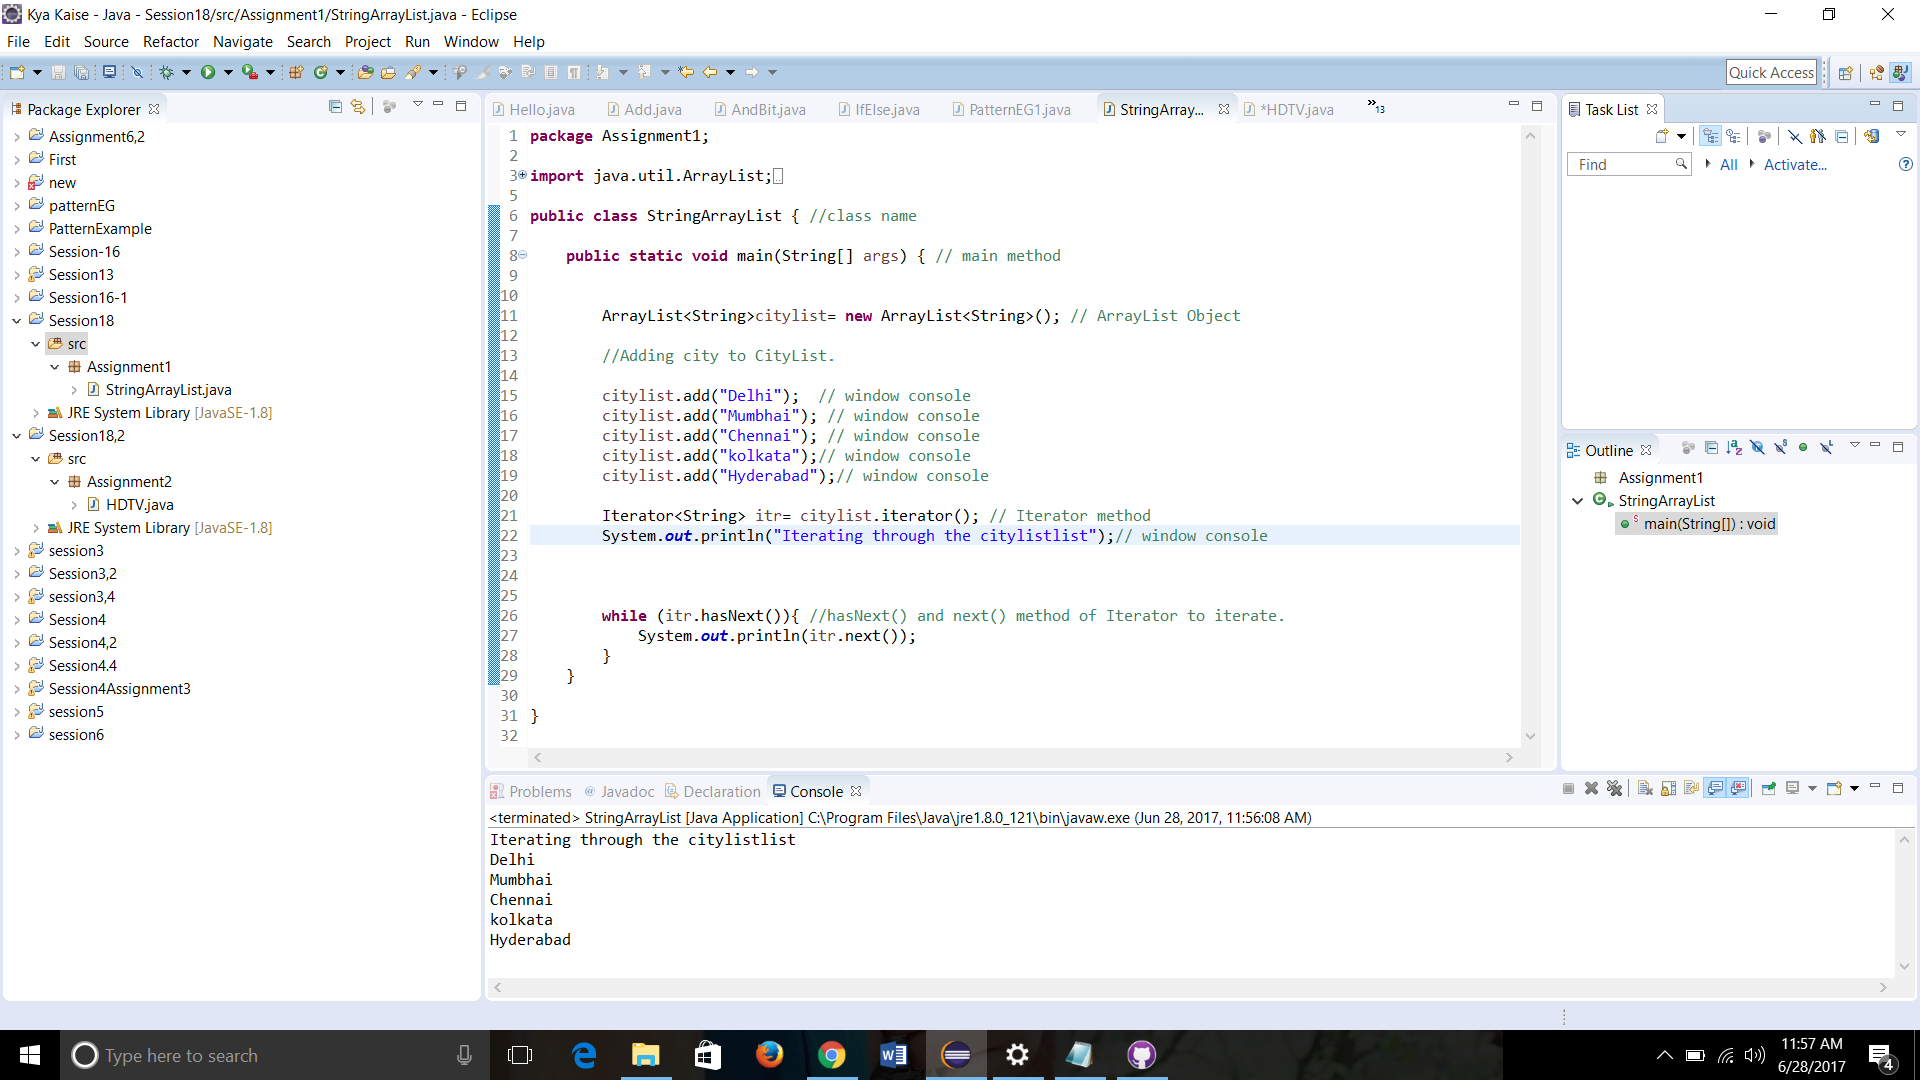 Kya Kaise - Java - Session18/src/Assignment1/StringArrayList.java - Eclipse
File Edit Source Refactor Navigate Search Project Run Window Help
Quick Access
Package Explorer
Assignment6,2
First
new
patternEG
PatternExample
Session-16
Session13
Session16-1
Session18
src
Assignment1
StringArrayList.java
JRE System Library [JavaSE-1.8]
Session18,2
src
Assignment2
HDTV.java
JRE System Library [JavaSE-1.8]
session3
Session3,2
session3,4
Session4
Session4,2
Session4.4
Session4Assignment3
session5
session6
Hello.java Add.java AndBit.java IfElse.java PatternEG1.java StringArray... *HDTV.java »13
1 package Assignment1;
2
3 import java.util.ArrayList;
5
6 public class StringArrayList { //class name
7
8 public static void main(String[] args) { // main method
9
10
11 ArrayList<String>citylist= new ArrayList<String>(); // ArrayList Object
12
13 //Adding city to CityList.
14
15 citylist.add("Delhi"); // window console
16 citylist.add("Mumbhai"); // window console
17 citylist.add("Chennai"); // window console
18 citylist.add("kolkata");// window console
19 citylist.add("Hyderabad");// window console
20
21 Iterator<String> itr= citylist.iterator(); // Iterator method
22 System.out.println("Iterating through the citylistlist");// window console
23
24
25
26 while (itr.hasNext()){ //hasNext() and next() method of Iterator to iterate.
27 System.out.println(itr.next());
28 }
29 }
30
31 }
32
Task List
Find All Activate...
Outline
Assignment1
StringArrayList
main(String[]) : void
Problems @ Javadoc Declaration Console
<terminated> StringArrayList [Java Application] C:\Program Files\Java\jre1.8.0_121\bin\javaw.exe (Jun 28, 2017, 11:56:08 AM)
Iterating through the citylistlist
Delhi
Mumbhai
Chennai
kolkata
Hyderabad
Type here to search
11:57 AM
6/28/2017
4